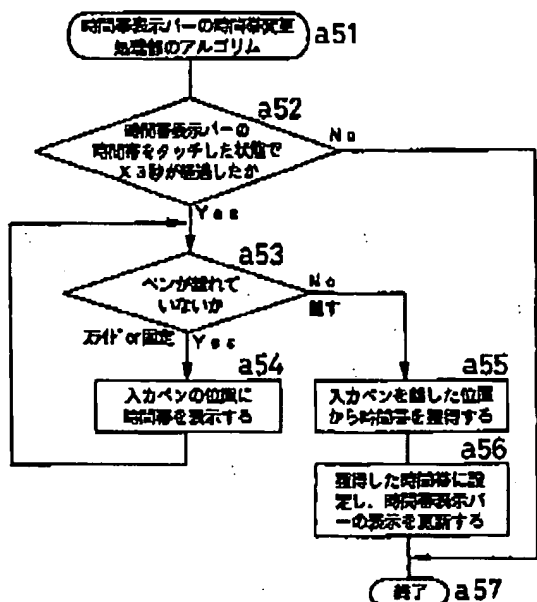 時間帯表示バーの時間帯変更
処理部のアルゴリム
a51
a52
時間帯表示バーの
時間帯をタッチした状態で
X3秒が経過したか
No
Yes
a53
ペンが離れて
いないか
No
離す
スライド or 固定
Yes
a54
入力ペンの位置に
時間帯を表示する
a55
入力ペンを離した位置
から時間帯を獲得する
a56
獲得した時間帯に設
定し、時間帯表示バ
ーの表示を更新する
終了
a57